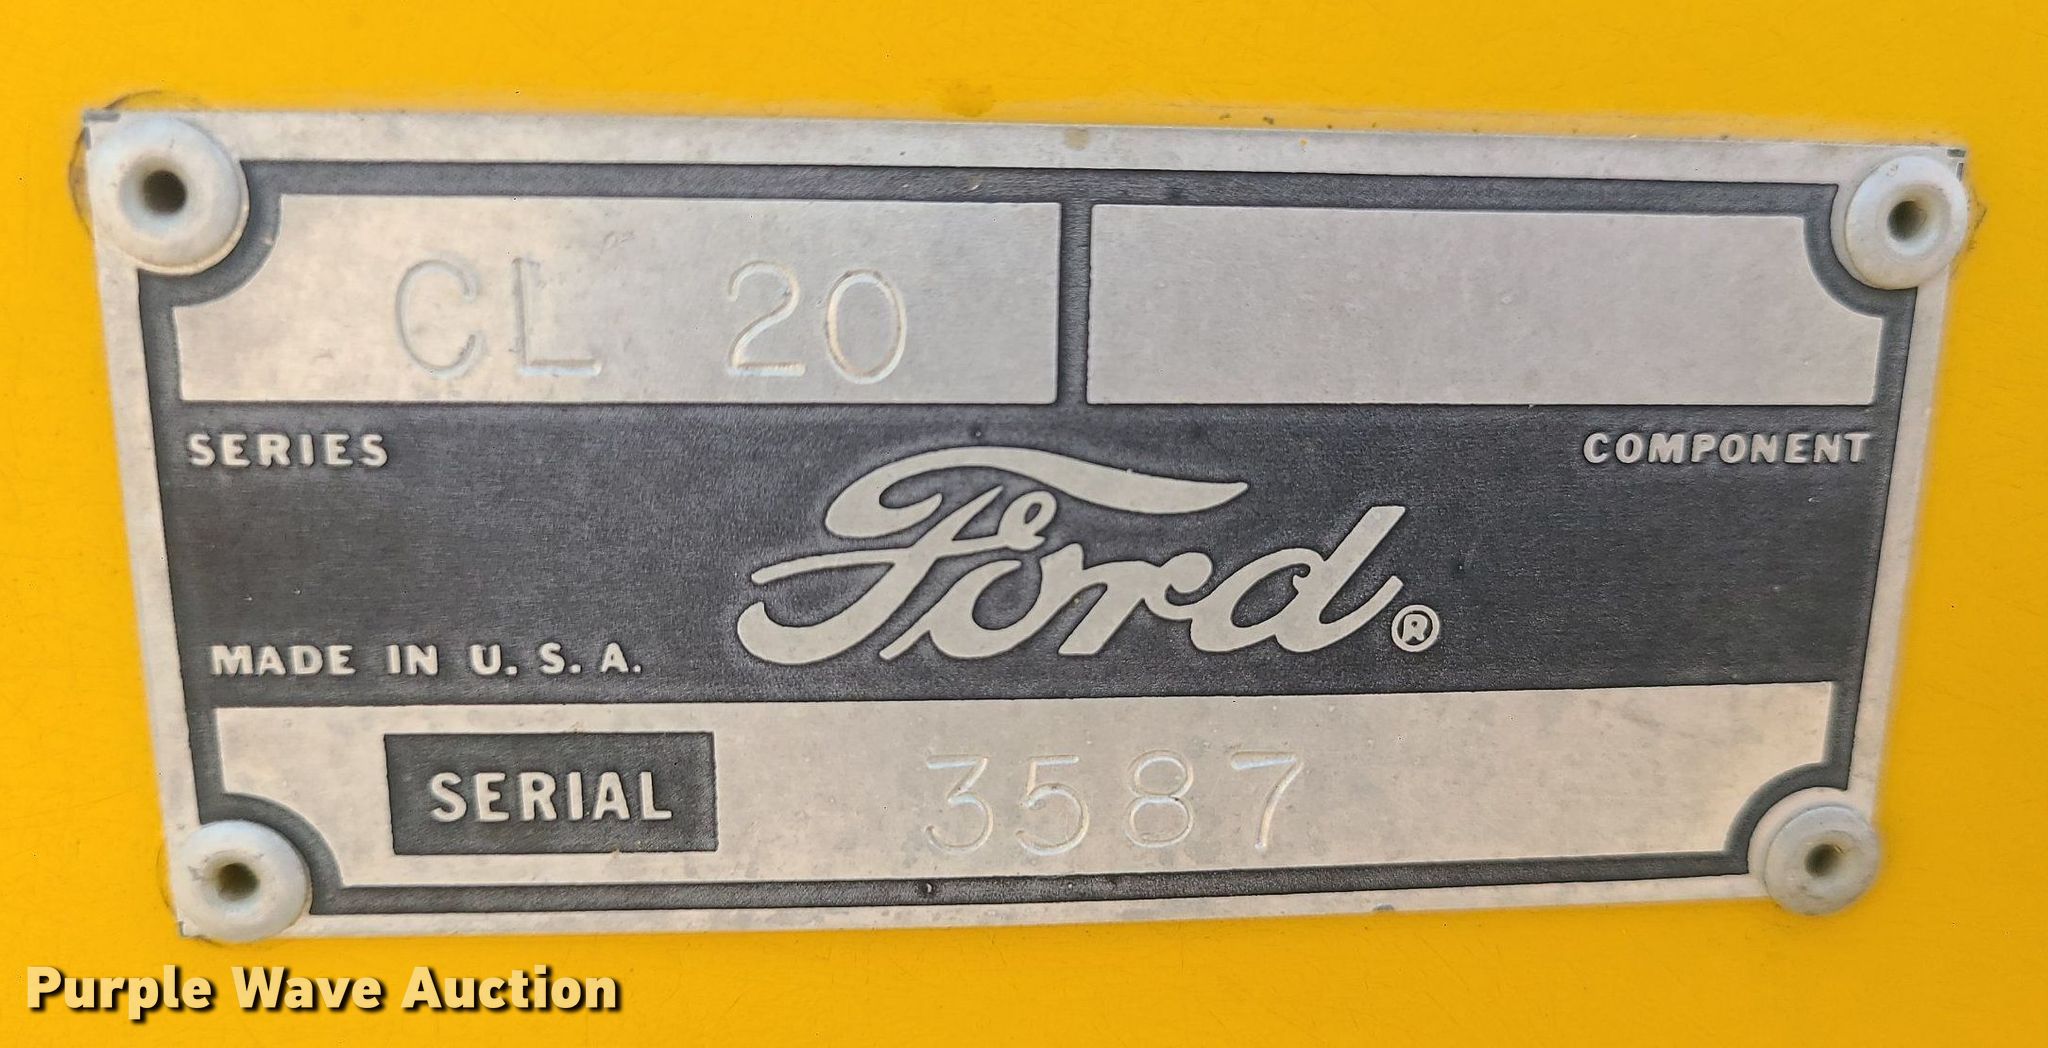 CL 20
SERIES
COMPONENT
Ford®
MADE IN U. S. A.
SERIAL 3587
Purple Wave Auction